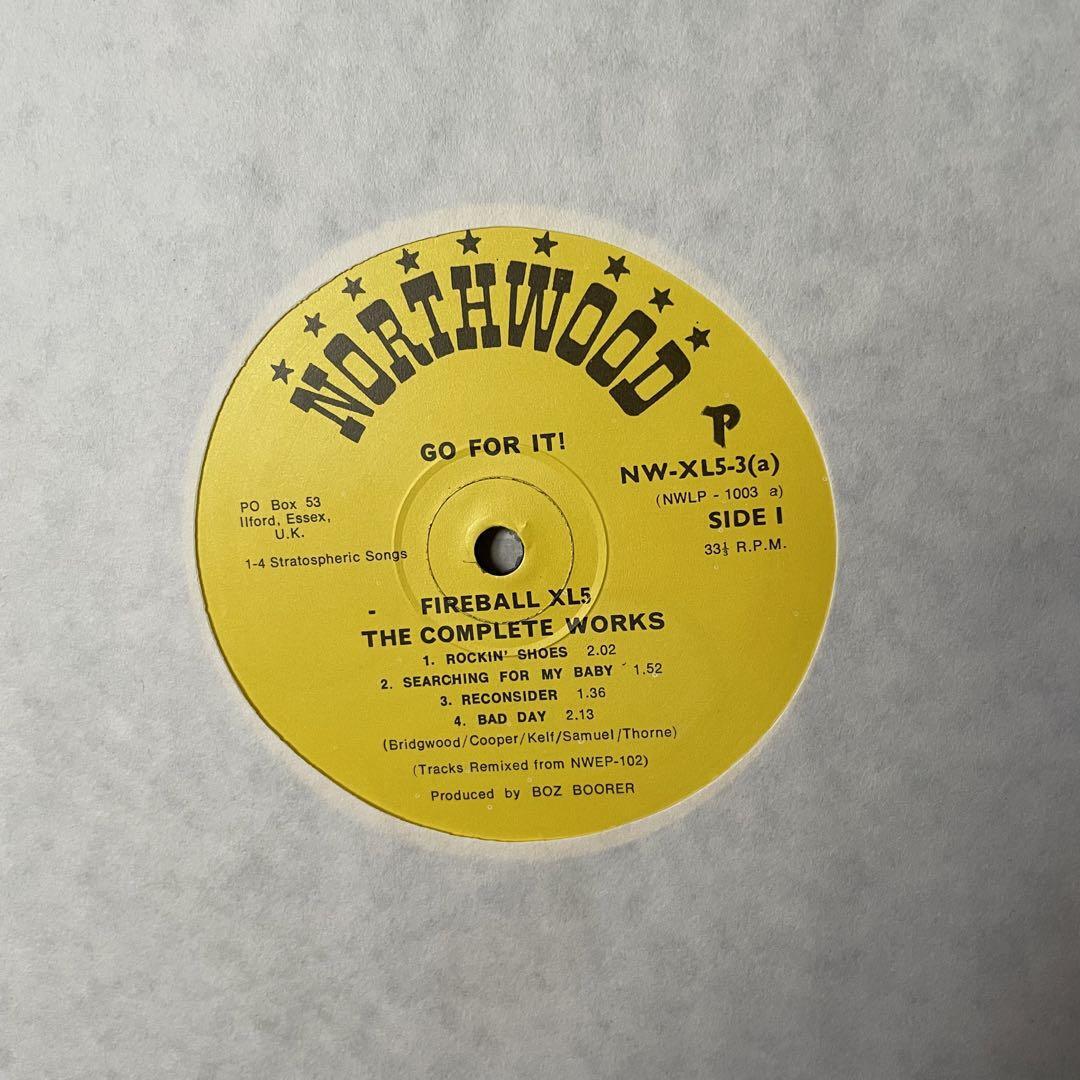 NORTHWOOD
P
GO FOR IT!
NW-XL5-3(a)
(NWLP - 1003 a)
SIDE I
33⅓ R.P.M.
PO Box 53
Ilford, Essex,
U.K.
1-4 Stratospheric Songs
- FIREBALL XL5
THE COMPLETE WORKS
1. ROCKIN' SHOES 2.02
2. SEARCHING FOR MY BABY 1.52
3. RECONSIDER 1.36
4. BAD DAY 2.13
(Bridgwood/Cooper/Kelf/Samuel/Thorne)
(Tracks Remixed from NWEP-102)
Produced by BOZ BOORER